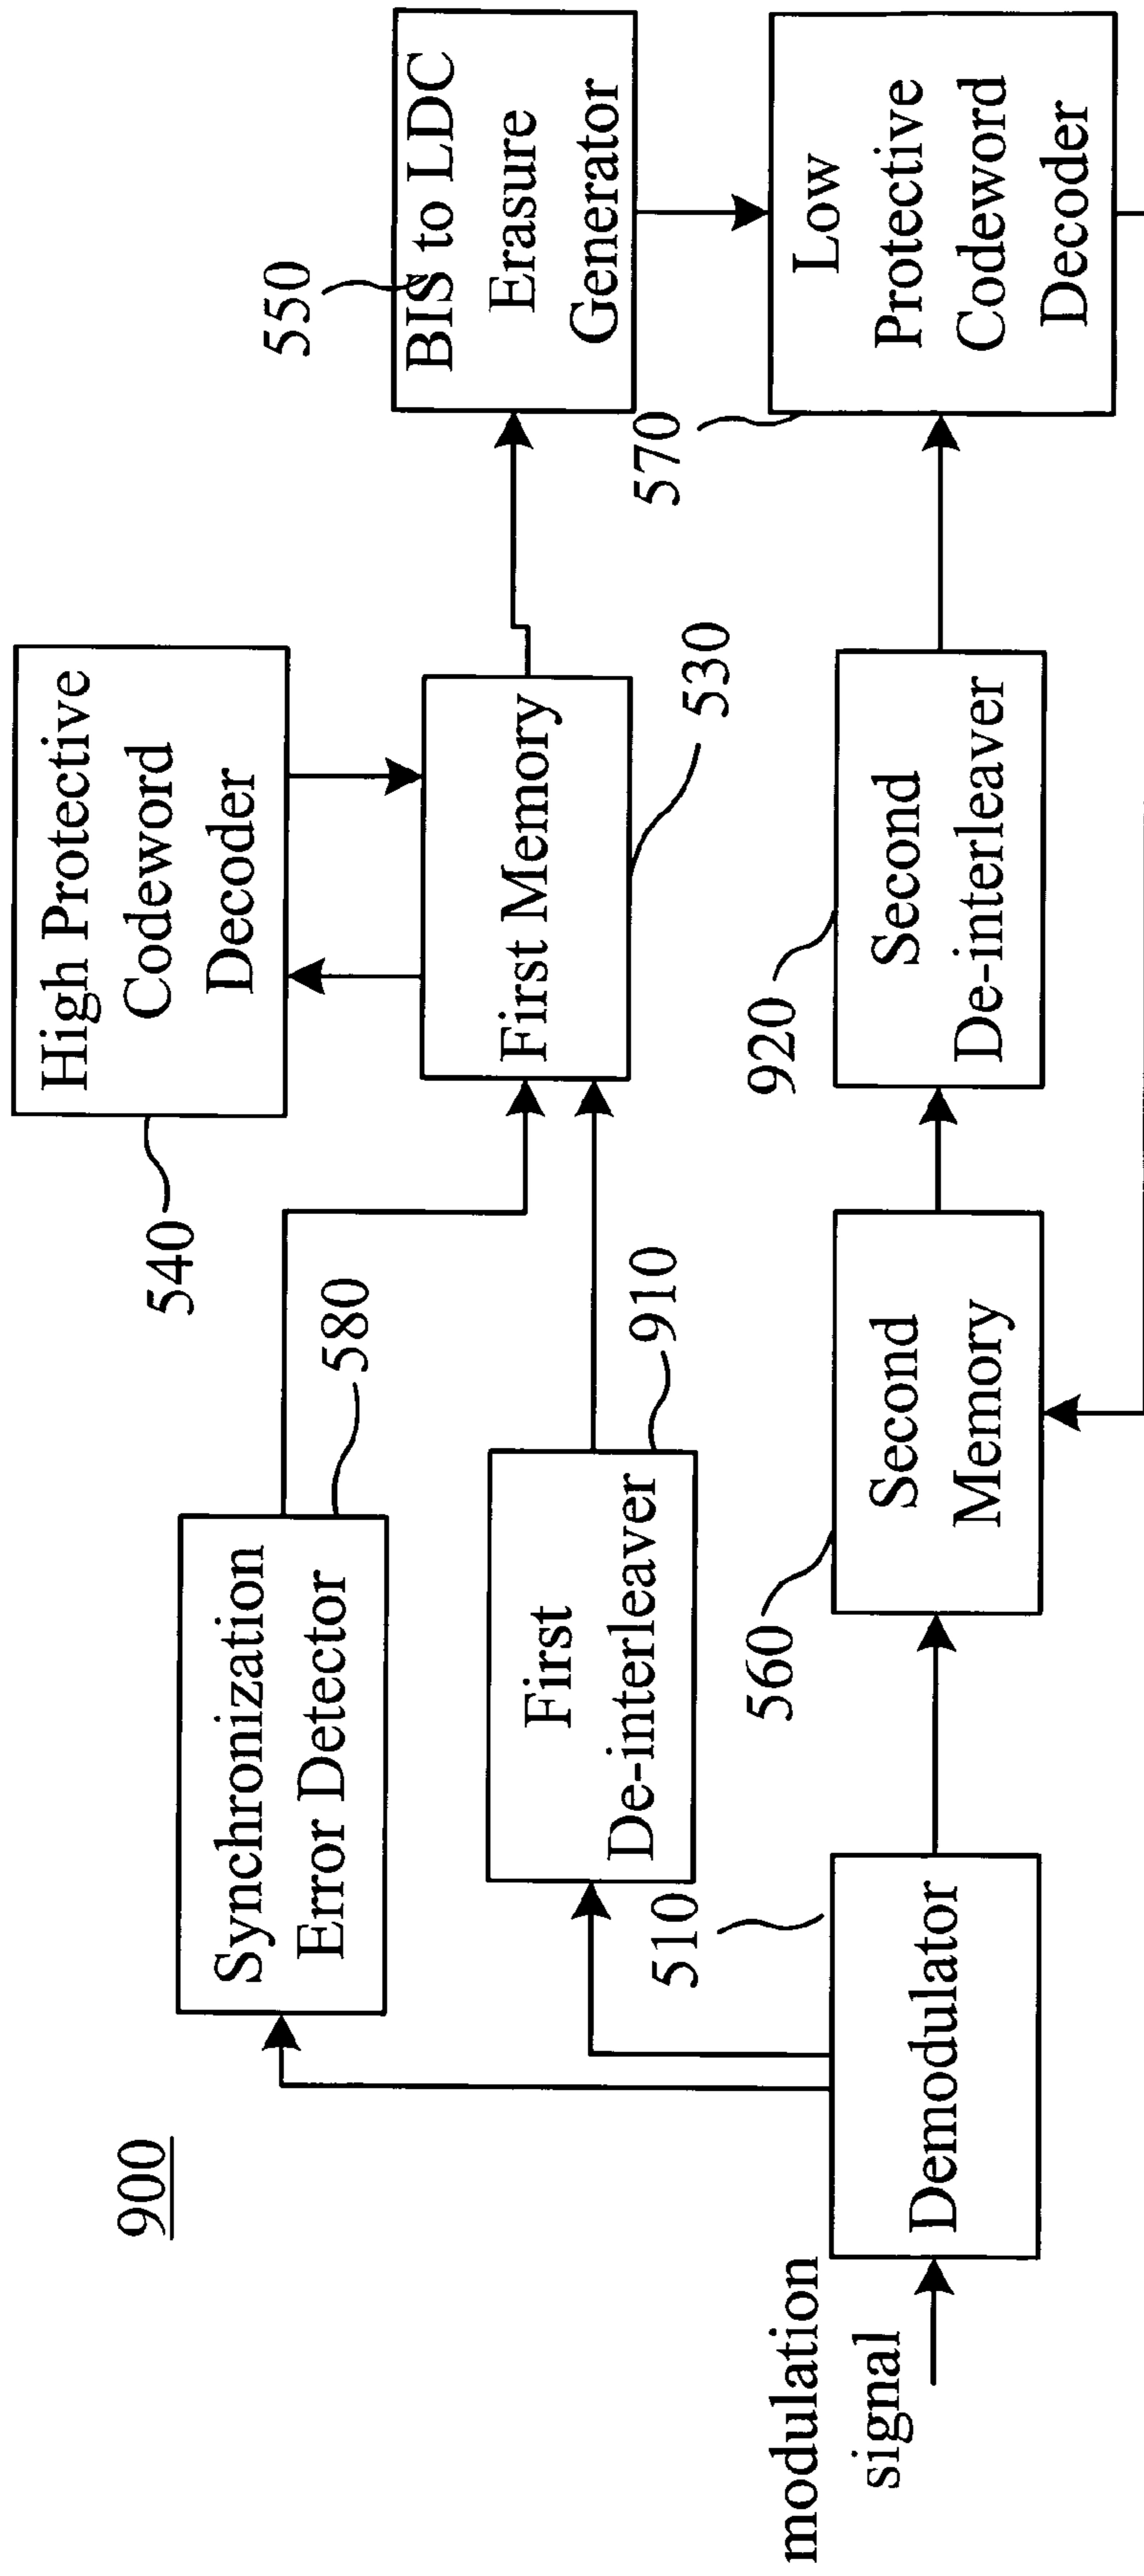 900
High Protective
Codeword
Decoder
540
Synchronization
Error Detector
580
First Memory
530
550
BIS to LDC
Erasure
Generator
First
De-interleaver
910
510
modulation
signal
Demodulator
560
Second
Memory
920
Second
De-interleaver
570
Low
Protective
Codeword
Decoder